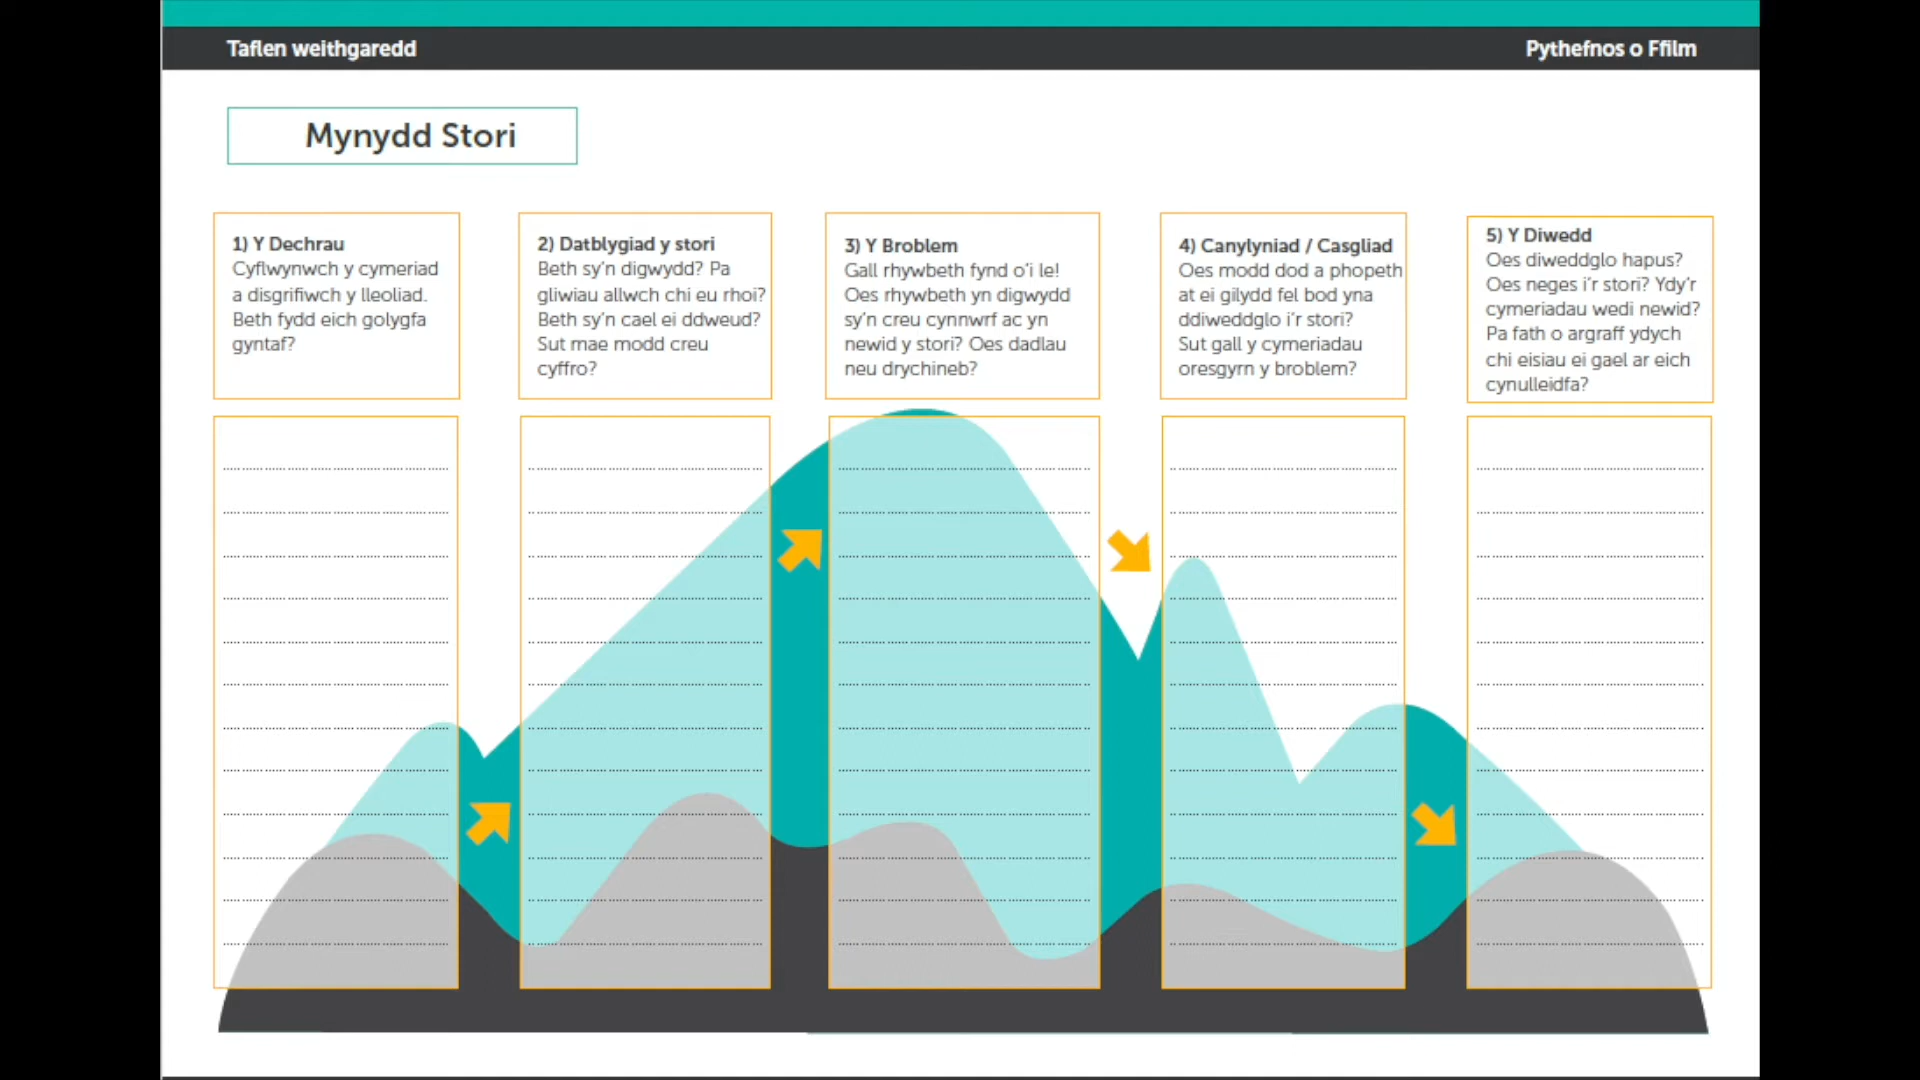 Taflen weithgaredd
Pythefnos o Ffilm
Mynydd Stori
1) Y Dechrau
Cyflwynwch y cymeriad
a disgrifiwch y lleoliad.
Beth fydd eich golygfa
gyntaf?
2) Datblygiad y stori
Beth sy'n digwydd? Pa
gliwiau allwch chi eu rhoi?
Beth sy'n cael ei ddweud?
Sut mae modd creu
cyffro?
3) Y Broblem
Gall rhywbeth fynd o'i le!
Oes rhywbeth yn digwydd
sy'n creu cynnwrf ac yn
newid y stori? Oes dadlau
neu drychineb?
4) Canylyniad / Casgliad
Oes modd dod a phopeth
at ei gilydd fel bod yna
ddiweddglo i'r stori?
Sut gall y cymeriadau
oresgyrn y broblem?
5) Y Diwedd
Oes diweddglo hapus?
Oes neges i'r stori? Ydy'r
cymeriadau wedi newid?
Pa fath o argraff ydych
chi eisiau ei gael ar eich
cynulleidfa?